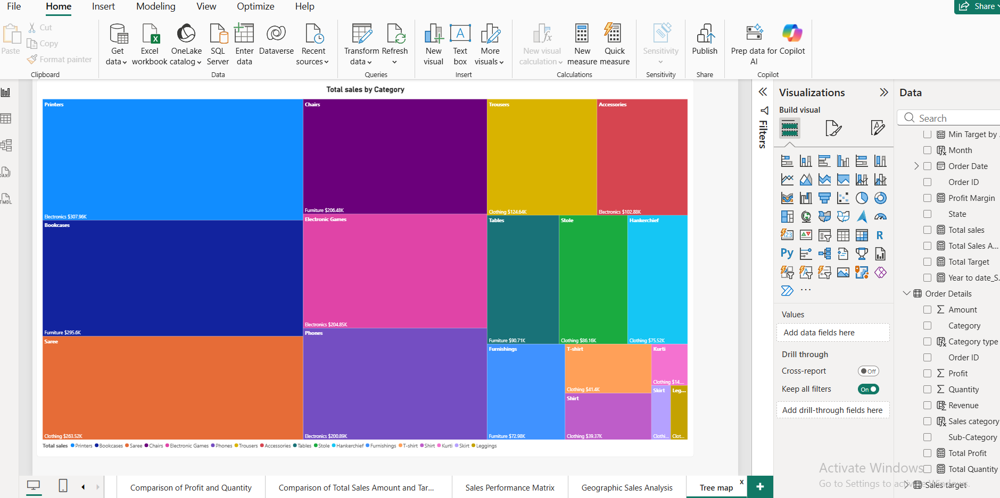 File Home Insert Modeling View Optimize Help Share
Paste
Cut
Copy
Format painter
Clipboard
Get data
Excel workbook
OneLake catalog
SQL Server
Enter data
Dataverse
Recent sources
Data
Transform data
Refresh
Queries
New visual
Text box
More visuals
Insert
New visual calculation
New measure
Quick measure
Calculations
Sensitivity
Sensitivity
Publish
Share
Prep data for AI
Copilot
Copilot
DAX
TMDL
Total sales by Category
Printers
Electronics $307.96K
Bookcases
Furniture $295.6K
Saree
Clothing $263.52K
Chairs
Furniture $206.48K
Electronic Games
Electronics $204.85K
Phones
Electronics $200.89K
Trousers
Clothing $124.64K
Accessories
Electronics $102.88K
Tables
Furniture $90.71K
Stole
Clothing $86.16K
Hankerchief
Clothing $75.52K
Furnishings
Furniture $72.98K
T-shirt
Clothing $41.4K
Shirt
Clothing $39.37K
Kurti
Clothing $14...
Skirt
Clothi...
Leg...
Clot...
Total sales Printers Bookcases Saree Chairs Electronic Games Phones Trousers Accessories Tables Stole Hankerchief Furnishings T-shirt Shirt Kurti Skirt Leggings
Filters
Visualizations
Build visual
123
R
Py
Values
Add data fields here
Drill through
Cross-report Off
Keep all filters On
Add drill-through fields here
Data
Search
Min Target by
Month
Order Date
Order ID
Profit Margin
State
Total sales
Total Sales A...
Total Target
Year to date_S...
Order Details
Amount
Category
Category type
Order ID
Profit
Quantity
Revenue
Sales category
Sub-Category
Total Profit
Total Quantity
Sales target
Activate Windows
Go to Settings to activate Windows.
Comparison of Profit and Quantity
Comparison of Total Sales Amount and Tar...
Sales Performance Matrix
Geographic Sales Analysis
Tree map
x
+